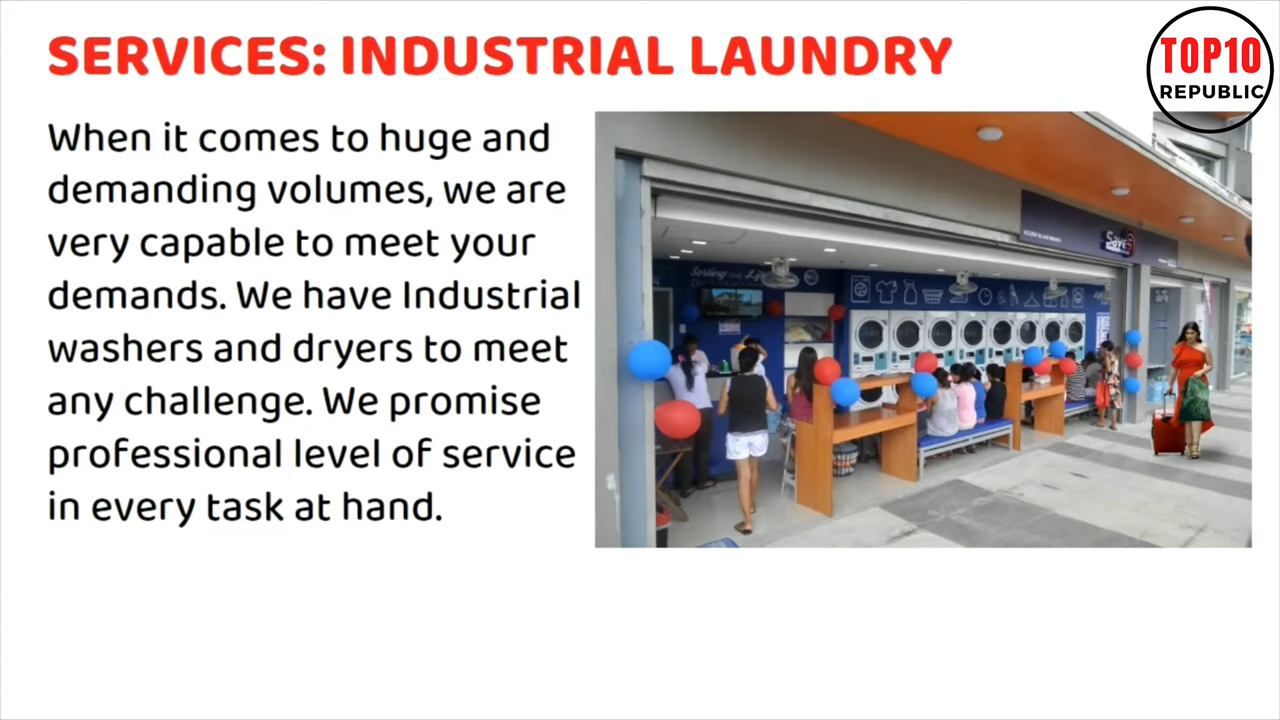 SERVICES: INDUSTRIAL LAUNDRY
TOP10
REPUBLIC
When it comes to huge and
demanding volumes, we are
very capable to meet your
demands. We have Industrial
washers and dryers to meet
any challenge. We promise
professional level of service
in every task at hand.